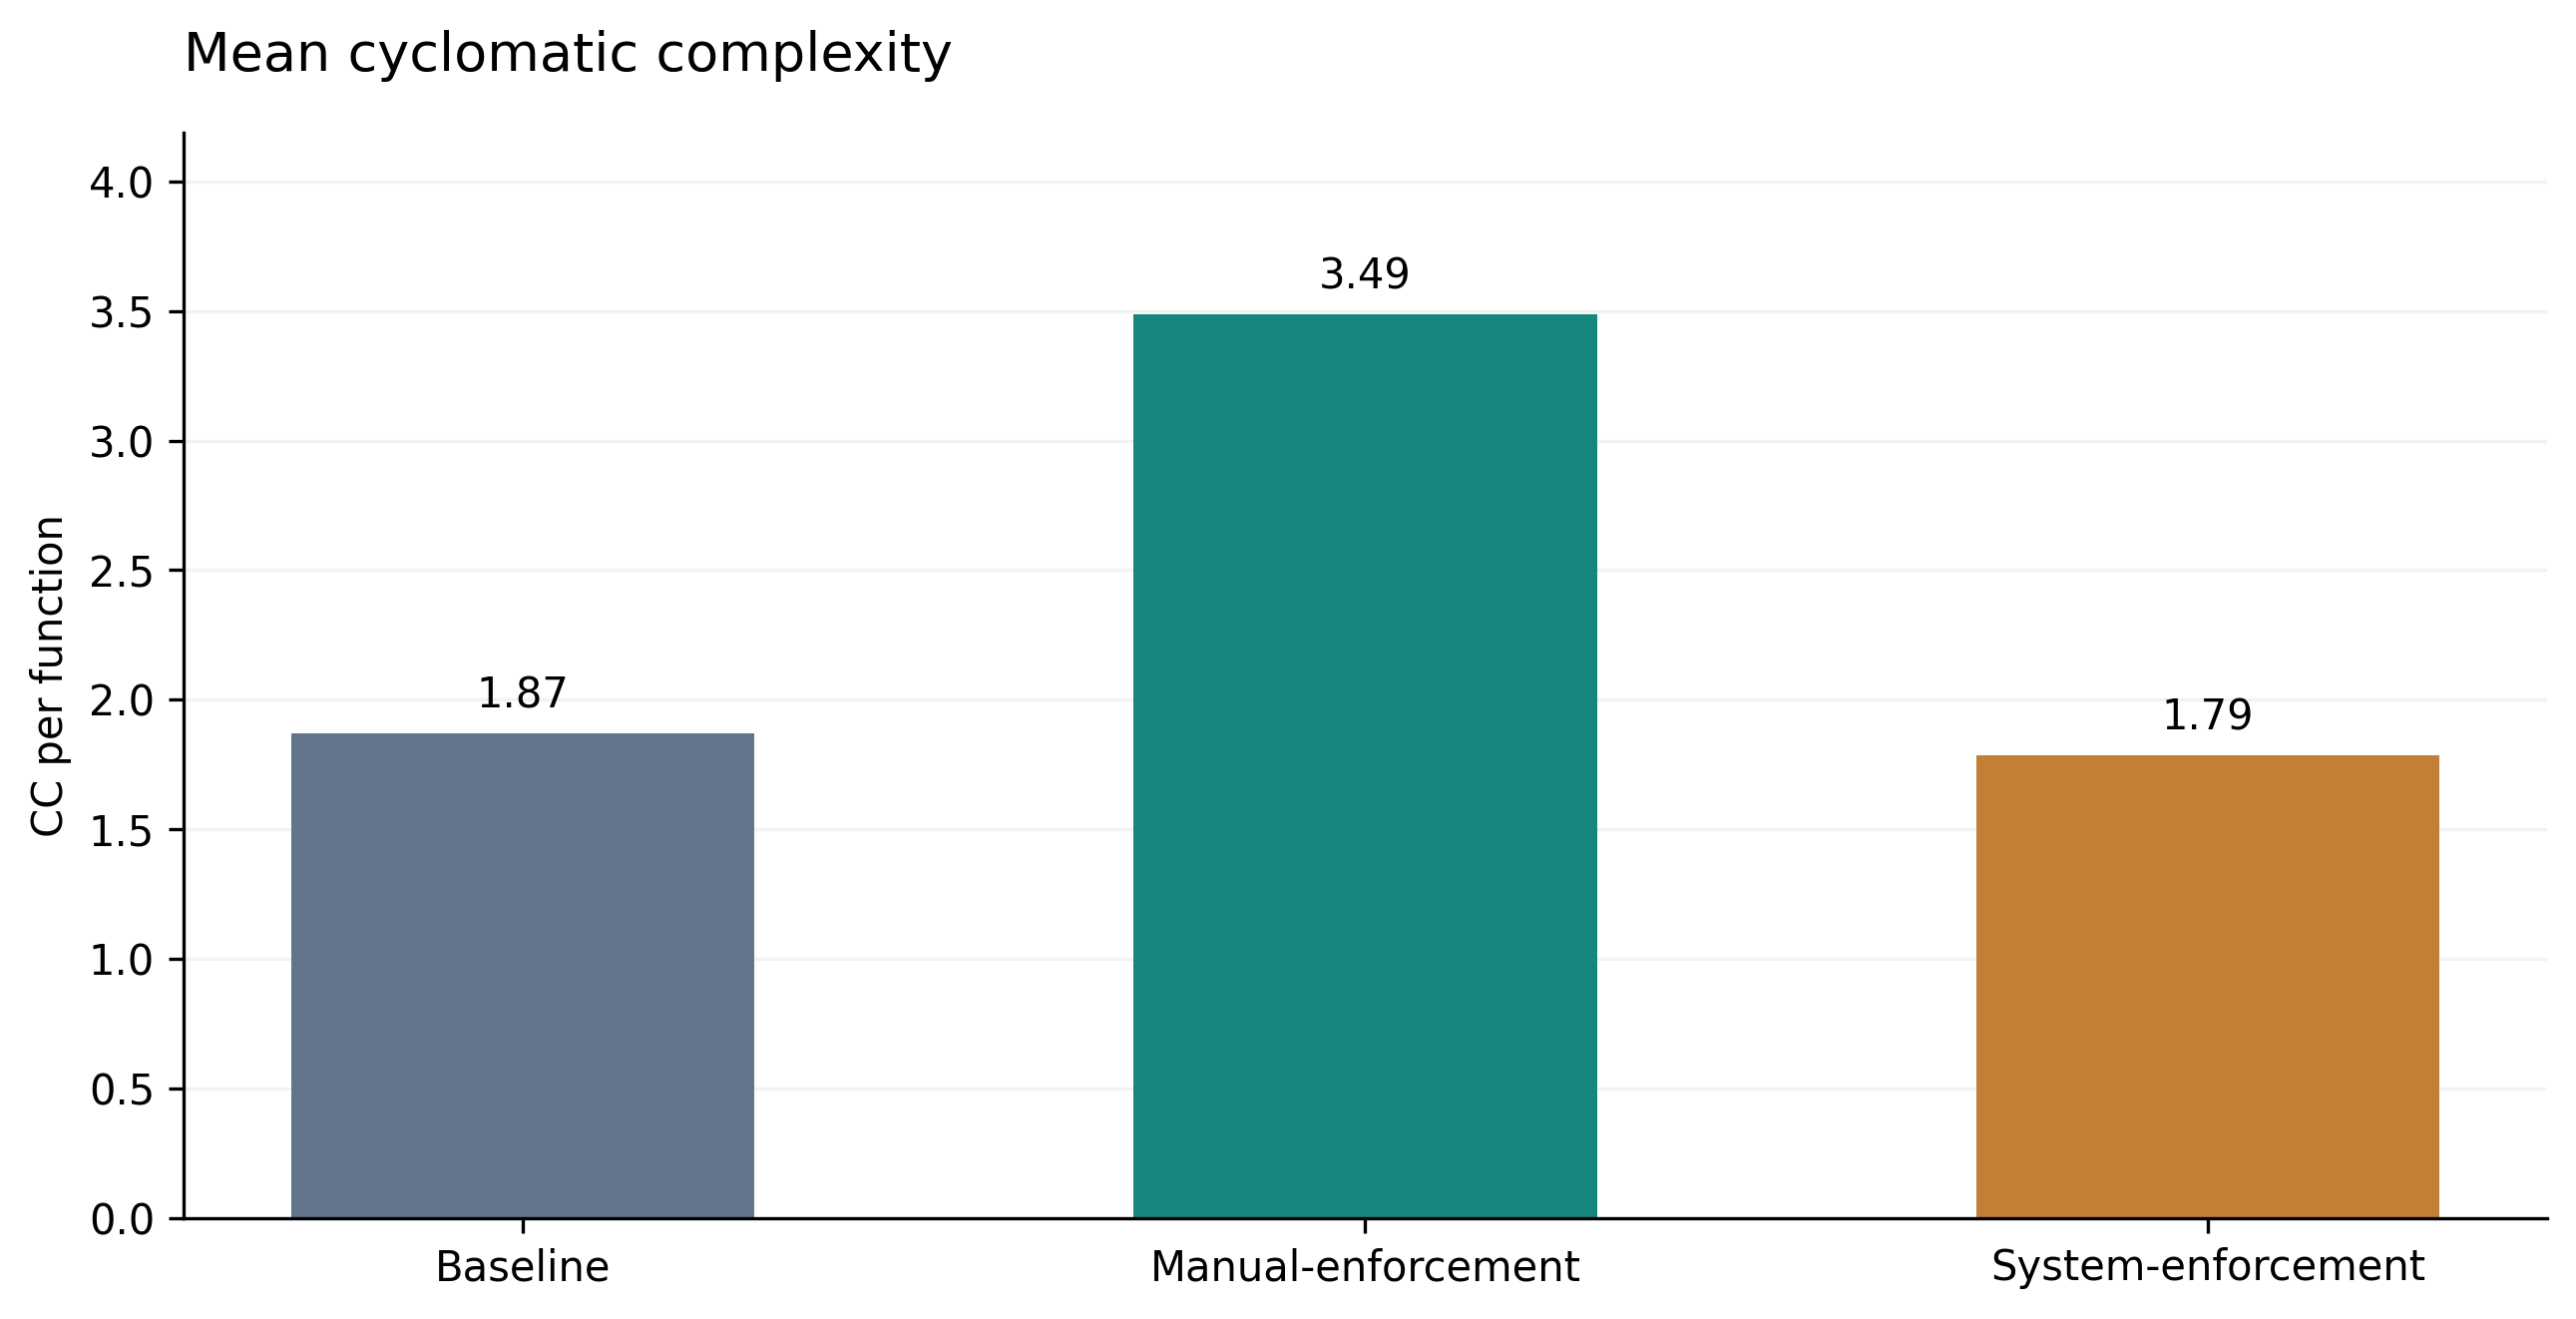 Mean cyclomatic complexity
CC per function
4.0
3.5
3.0
2.5
2.0
1.5
1.0
0.5
0.0
1.87
3.49
1.79
Baseline
Manual-enforcement
System-enforcement